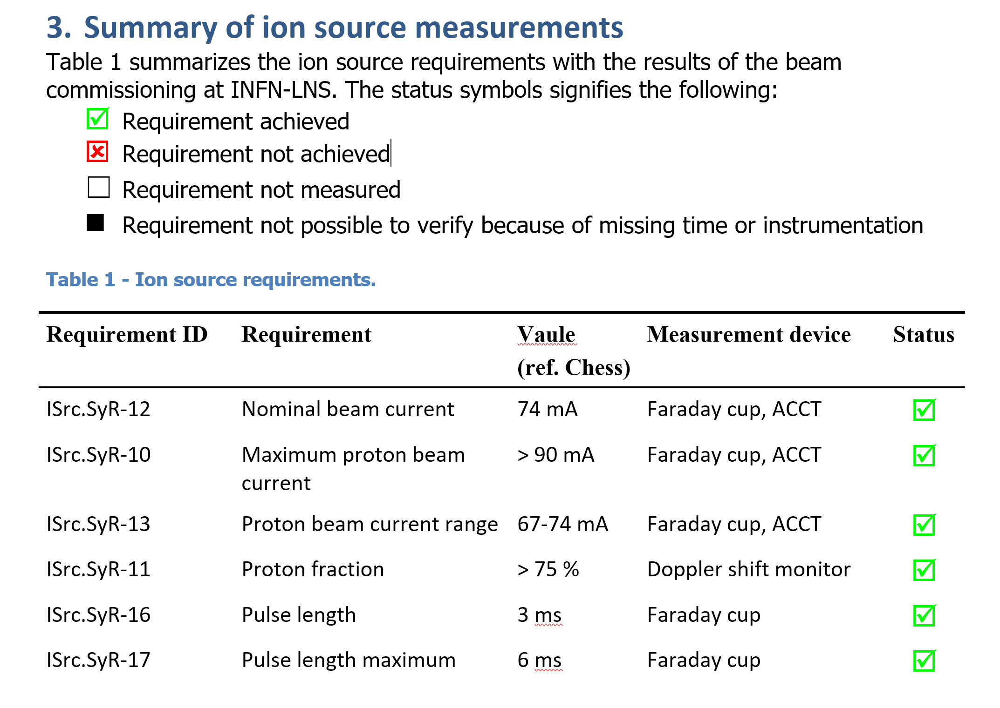 3. Summary of ion source measurements
Table 1 summarizes the ion source requirements with the results of the beam
commissioning at INFN-LNS. The status symbols signifies the following:
☑ Requirement achieved
☒ Requirement not achieved
☐ Requirement not measured
■ Requirement not possible to verify because of missing time or instrumentation
Table 1 - Ion source requirements.
Requirement ID Requirement Vaule Measurement device Status
(ref. Chess)
ISrc.SyR-12 Nominal beam current 74 mA Faraday cup, ACCT ☑
ISrc.SyR-10 Maximum proton beam > 90 mA Faraday cup, ACCT ☑
current
ISrc.SyR-13 Proton beam current range 67-74 mA Faraday cup, ACCT ☑
ISrc.SyR-11 Proton fraction > 75 % Doppler shift monitor ☑
ISrc.SyR-16 Pulse length 3 ms Faraday cup ☑
ISrc.SyR-17 Pulse length maximum 6 ms Faraday cup ☑